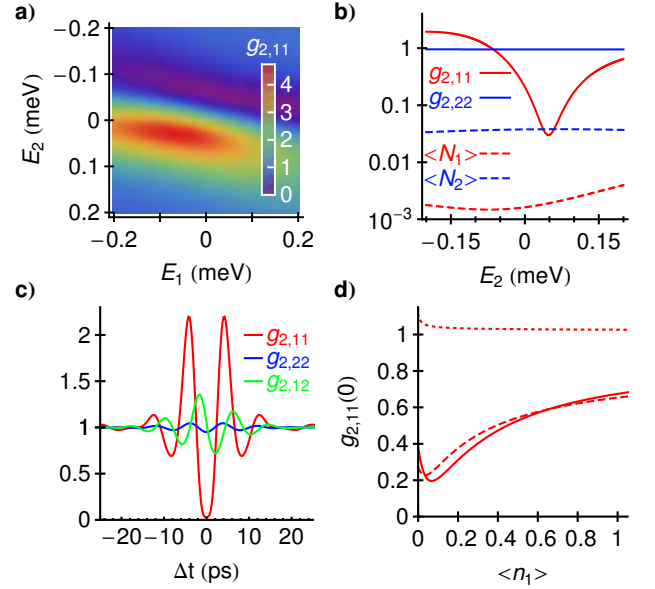 a)
g2,11
4
3
2
1
0
−0.2
−0.1
0
0.1
0.2
E2 (meV)
−0.2
−0.1
0
0.1
0.2
E1 (meV)
b)
1
0.1
0.01
10−3
g2,11
g2,22
<N1>
<N2>
−0.15
0
0.15
E2 (meV)
c)
2
1.5
1
0.5
0
g2,11
g2,22
g2,12
−20
−10
0
10
20
Δt (ps)
d)
1
0.8
0.6
0.4
0.2
0
g2,11(0)
0
0.2
0.4
0.6
0.8
1
<n1>